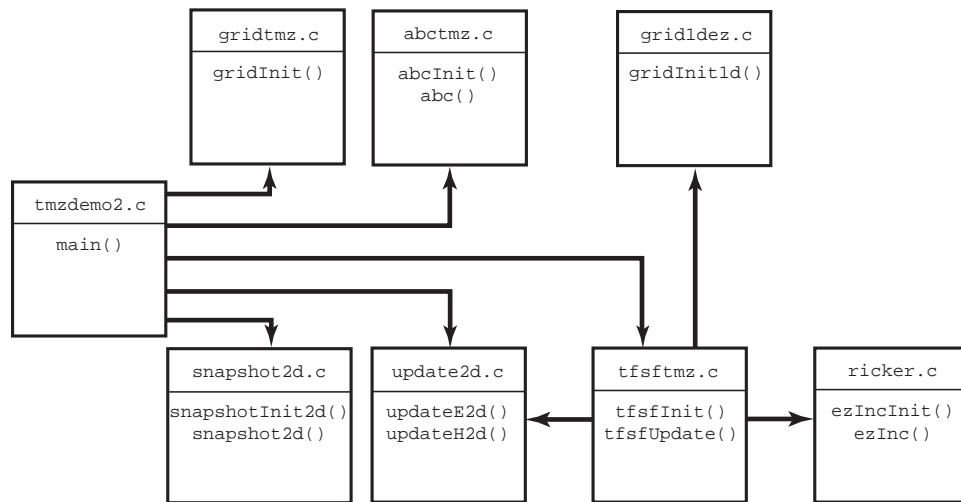 gridtmz.c
gridInit()
abctmz.c
abcInit()
abc()
grid1dez.c
gridInit1d()
tmzdemo2.c
main()
snapshot2d.c
snapshotInit2d()
snapshot2d()
update2d.c
updateE2d()
updateH2d()
tfsftmz.c
tfsfInit()
tfsfUpdate()
ricker.c
ezIncInit()
ezInc()